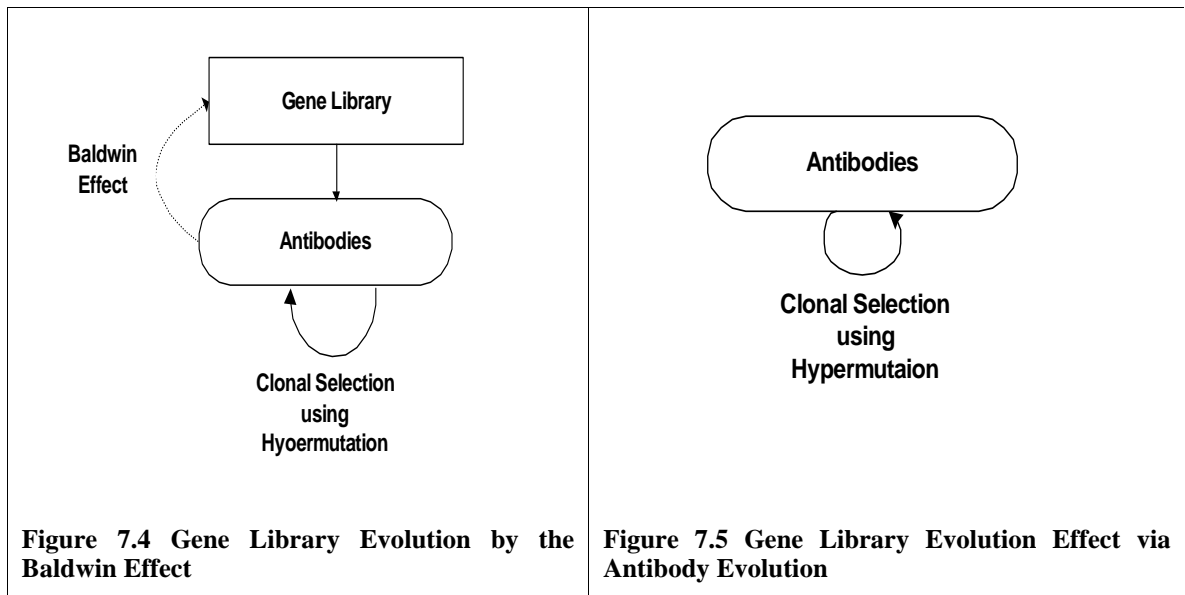 Gene Library
Baldwin
Effect
Antibodies
Clonal Selection
using
Hyoermutation
Figure 7.4 Gene Library Evolution by the
Baldwin Effect
Antibodies
Clonal Selection
using
Hypermutaion
Figure 7.5 Gene Library Evolution Effect via
Antibody Evolution